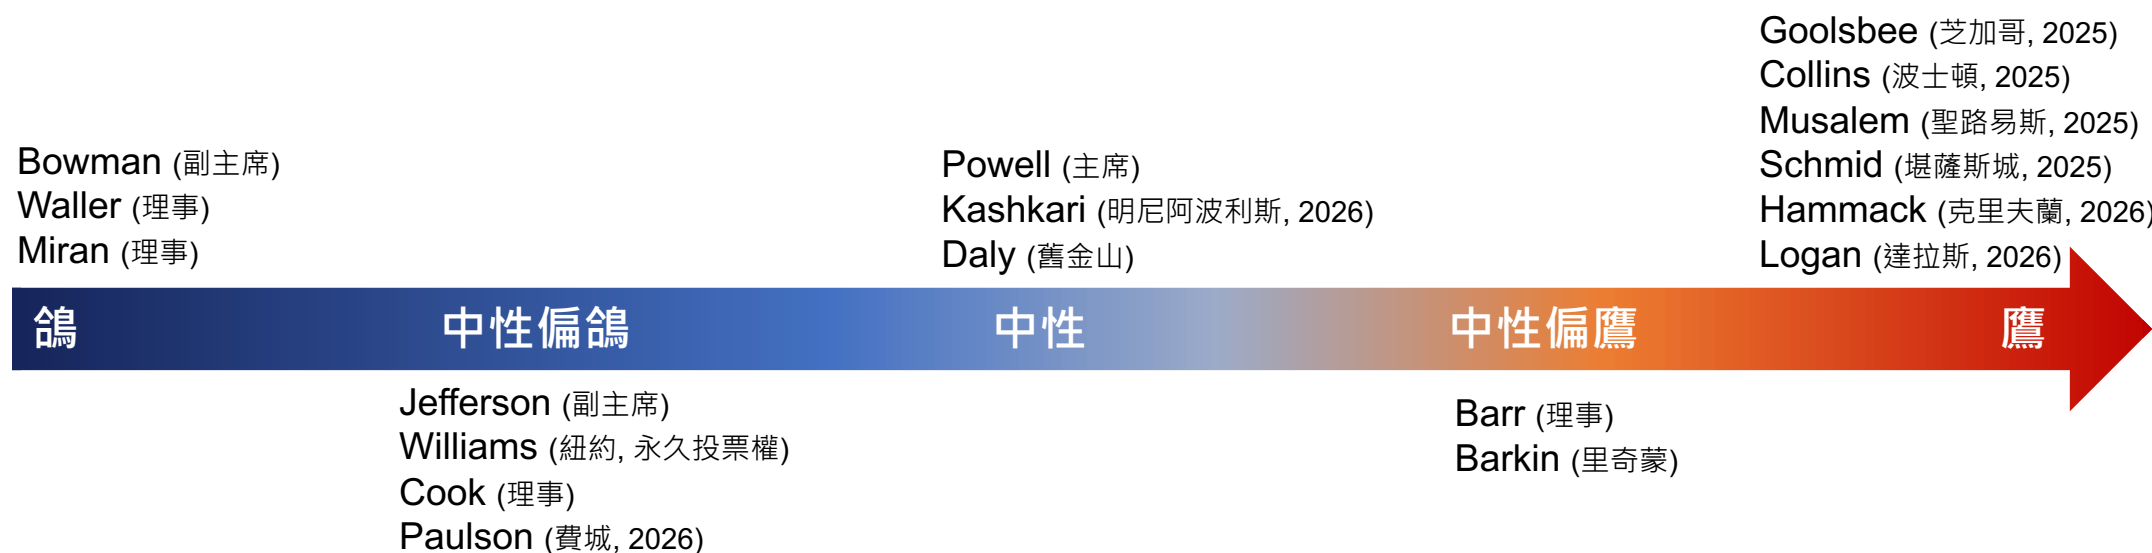 Goolsbee (芝加哥, 2025)
Collins (波士頓, 2025)
Musalem (聖路易斯, 2025)
Schmid (堪薩斯城, 2025)
Hammack (克里夫蘭, 2026)
Logan (達拉斯, 2026)
Bowman (副主席)
Waller (理事)
Miran (理事)
Powell (主席)
Kashkari (明尼阿波利斯, 2026)
Daly (舊金山)
鴿
中性偏鴿
中性
中性偏鷹
鷹
Jefferson (副主席)
Williams (紐約, 永久投票權)
Cook (理事)
Paulson (費城, 2026)
Barr (理事)
Barkin (里奇蒙)